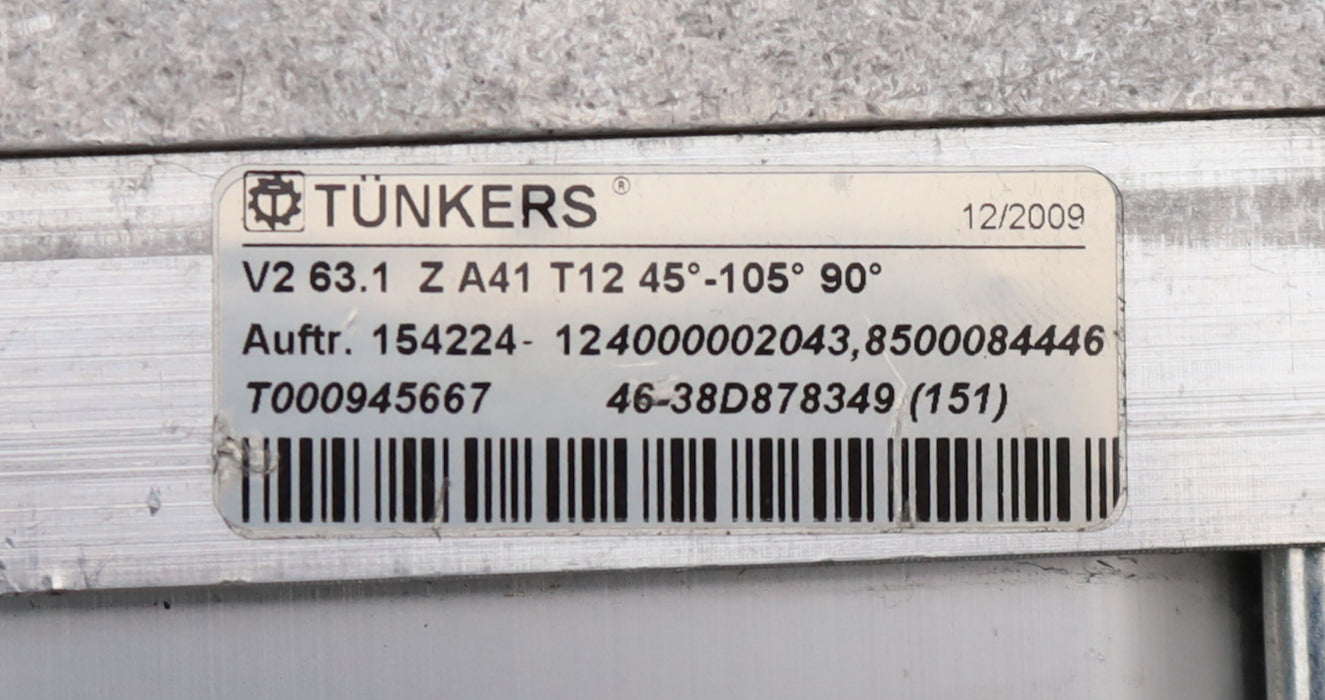 TÜNKERS ®
12/2009
V2 63.1 Z A41 T12 45°-105° 90°
Auftr. 154224- 124000002043,8500084446
T000945667 46-38D878349 (151)